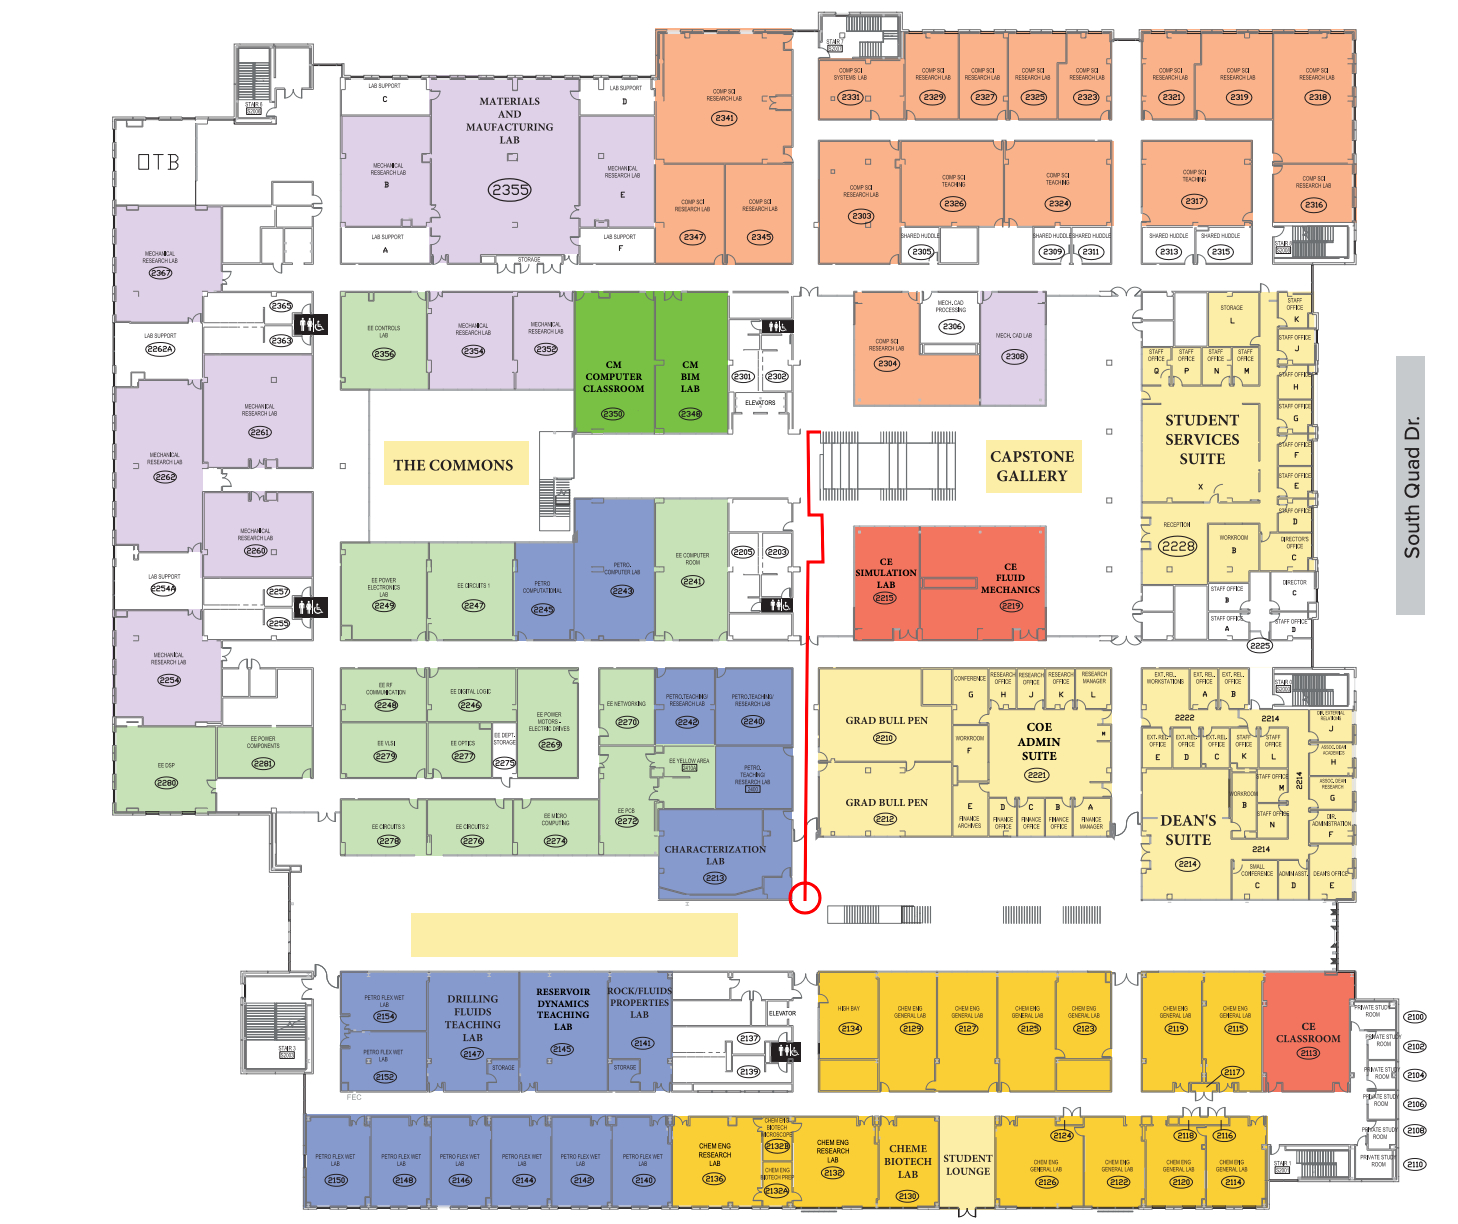 STAIR 7
COMP SCI
SYSTEMS LAB
2331
COMP SCI
RESEARCH LAB
2329
COMP SCI
RESEARCH LAB
2327
COMP SCI
RESEARCH LAB
2325
COMP SCI
RESEARCH LAB
2323
COMP SCI
RESEARCH LAB
2321
COMP SCI
RESEARCH LAB
2319
COMP SCI
RESEARCH LAB
2318
STAIR 6
OTB
LAB SUPPORT
C
MATERIALS
AND
MAUFACTURING
LAB
2355
LAB SUPPORT
D
COMP SCI
RESEARCH LAB
2341
MECHANICAL
RESEARCH LAB
B
MECHANICAL
RESEARCH LAB
E
LAB SUPPORT
A
STORAGE
LAB SUPPORT
F
COMP SCI
RESEARCH LAB
2347
COMP SCI
RESEARCH LAB
2345
COMP SCI
RESEARCH LAB
2303
COMP SCI
TEACHING
2326
COMP SCI
TEACHING
2324
COMP SCI
TEACHING
2317
COMP SCI
RESEARCH LAB
2316
SHARED HUDDLE
2305
SHARED HUDDLE
2309
SHARED HUDDLE
2311
SHARED HUDDLE
2313
SHARED HUDDLE
2315
MECHANICAL
RESEARCH LAB
2367
2365
2363
LAB SUPPORT
2262A
EE CONTROLS
LAB
2356
MECHANICAL
RESEARCH LAB
2354
MECHANICAL
RESEARCH LAB
2352
CM
COMPUTER
CLASSROOM
2350
CM
BIM
LAB
2348
2301
2302
ELEVATORS
COMP SCI
RESEARCH LAB
2304
MECH. CAD
PROCESSING
2306
MECH. CAD LAB
2308
STORAGE
L
STAFF
OFFICE
K
STAFF OFFICE
J
STAFF
OFFICE
Q
STAFF
OFFICE
P
STAFF
OFFICE
N
STAFF
OFFICE
M
STAFF OFFICE
H
STAFF OFFICE
G
STAFF OFFICE
F
STAFF OFFICE
E
STAFF OFFICE
D
STUDENT
SERVICES
SUITE
X
RECEPTION
2228
WORKROOM
B
DIRECTOR'S
OFFICE
C
DIRECTOR
C
STAFF OFFICE
B
STAFF OFFICE
A
STAFF OFFICE
D
2225
South Quad Dr.
MECHANICAL
RESEARCH LAB
2261
MECHANICAL
RESEARCH LAB
2262
MECHANICAL
RESEARCH LAB
2260
THE COMMONS
CAPSTONE
GALLERY
LAB SUPPORT
2254A
2257
2255
EE POWER
ELECTRONICS
LAB
2249
EE CIRCUITS 1
2247
PETRO
COMPUTATIONAL
2245
PETRO.
COMPUTER LAB
2243
EE COMPUTER
ROOM
2241
2205
2203
CE
SIMULATION
LAB
2215
CE
FLUID
MECHANICS
2219
MECHANICAL
RESEARCH LAB
2254
EE DSP
2280
EE POWER
COMPONENTS
2281
EE RF
COMMUNICATION
2248
EE DIGITAL LOGIC
2246
EE VLSI
2279
EE OPTICS
2277
EE DEPT.
STORAGE
2275
EE POWER
MOTORS -
ELECTRIC DRIVES
2269
EE NETWORKING
2270
PETRO.TEACHING/
RESEARCH LAB
2242
PETRO.TEACHING/
RESEARCH LAB
2240
EE YELLOW AREA
PETRO.
TEACHING/
RESEARCH LAB
EE PCB
2272
EE CIRCUITS 3
2278
EE CIRCUITS 2
2276
EE MICRO
COMPUTING
2274
CHARACTERIZATION
LAB
2213
GRAD BULL PEN
2210
GRAD BULL PEN
2212
CONFERENCE
G
RESEARCH
OFFICE
H
RESEARCH
OFFICE
J
RESEARCH
OFFICE
K
RESEARCH
MANAGER
L
WORKROOM
F
COE
ADMIN
SUITE
2221
M
E
FINANCE
ARCHIVES
D
FINANCE
OFFICE
C
FINANCE
OFFICE
B
FINANCE
OFFICE
A
FINANCE
MANAGER
EXT. REL.
WORKSTATIONS
EXT. REL.
OFFICE
A
EXT. REL.
OFFICE
B
2222
2214
EXT. REL.
OFFICE
E
EXT. REL.
OFFICE
D
EXT. REL.
OFFICE
C
STAFF
OFFICE
K
STAFF
OFFICE
L
DIR. EXTERNAL
RELATIONS
J
ASSOC. DEAN
ACADEMICS
H
ASSOC. DEAN
RESEARCH
G
DIR.
ADMINISTRATION
F
STAFF OFFICE
M
WORKROOM
B
STAFF OFFICE
N
2214
2214
DEAN'S
SUITE
2214
SMALL
CONFERENCE
C
ADMIN ASST.
D
DEAN'S OFFICE
E
STAIR 3
PETRO FLEX WET
LAB
2154
PETRO FLEX WET
LAB
2152
FEC
DRILLING
FLUIDS
TEACHING
LAB
2147
STORAGE
RESERVOIR
DYNAMICS
TEACHING
LAB
2145
ROCK/FLUIDS
PROPERTIES
LAB
2141
STORAGE
ELEVATOR
2137
2139
HIGH BAY
2134
CHEM ENG
GENERAL LAB
2129
CHEM ENG
GENERAL LAB
2127
CHEM ENG
GENERAL LAB
2125
CHEM ENG
GENERAL LAB
2123
CHEM ENG
GENERAL LAB
2119
CHEM ENG
GENERAL LAB
2115
2117
CE
CLASSROOM
2113
PRIVATE STUDY
ROOM
2100
PRIVATE STUDY
ROOM
2102
PRIVATE STUDY
ROOM
2104
PRIVATE STUDY
ROOM
2106
PRIVATE STUDY
ROOM
2108
PRIVATE STUDY
ROOM
2110
PETRO FLEX WET
LAB
2150
PETRO FLEX WET
LAB
2148
PETRO FLEX WET
LAB
2146
PETRO FLEX WET
LAB
2144
PETRO FLEX WET
LAB
2142
PETRO FLEX WET
LAB
2140
CHEM ENG
RESEARCH
LAB
2136
CHEM ENG
BIOTECH
MICROSCOPE
2132B
CHEM ENG
BIOTECH PREP
2132A
CHEM ENG
RESEARCH
LAB
2132
CHEME
BIOTECH
LAB
2130
STUDENT
LOUNGE
2124
CHEM ENG
GENERAL LAB
2126
CHEM ENG
GENERAL LAB
2122
2118
2116
CHEM ENG
GENERAL LAB
2120
CHEM ENG
GENERAL LAB
2114
STAIR 1